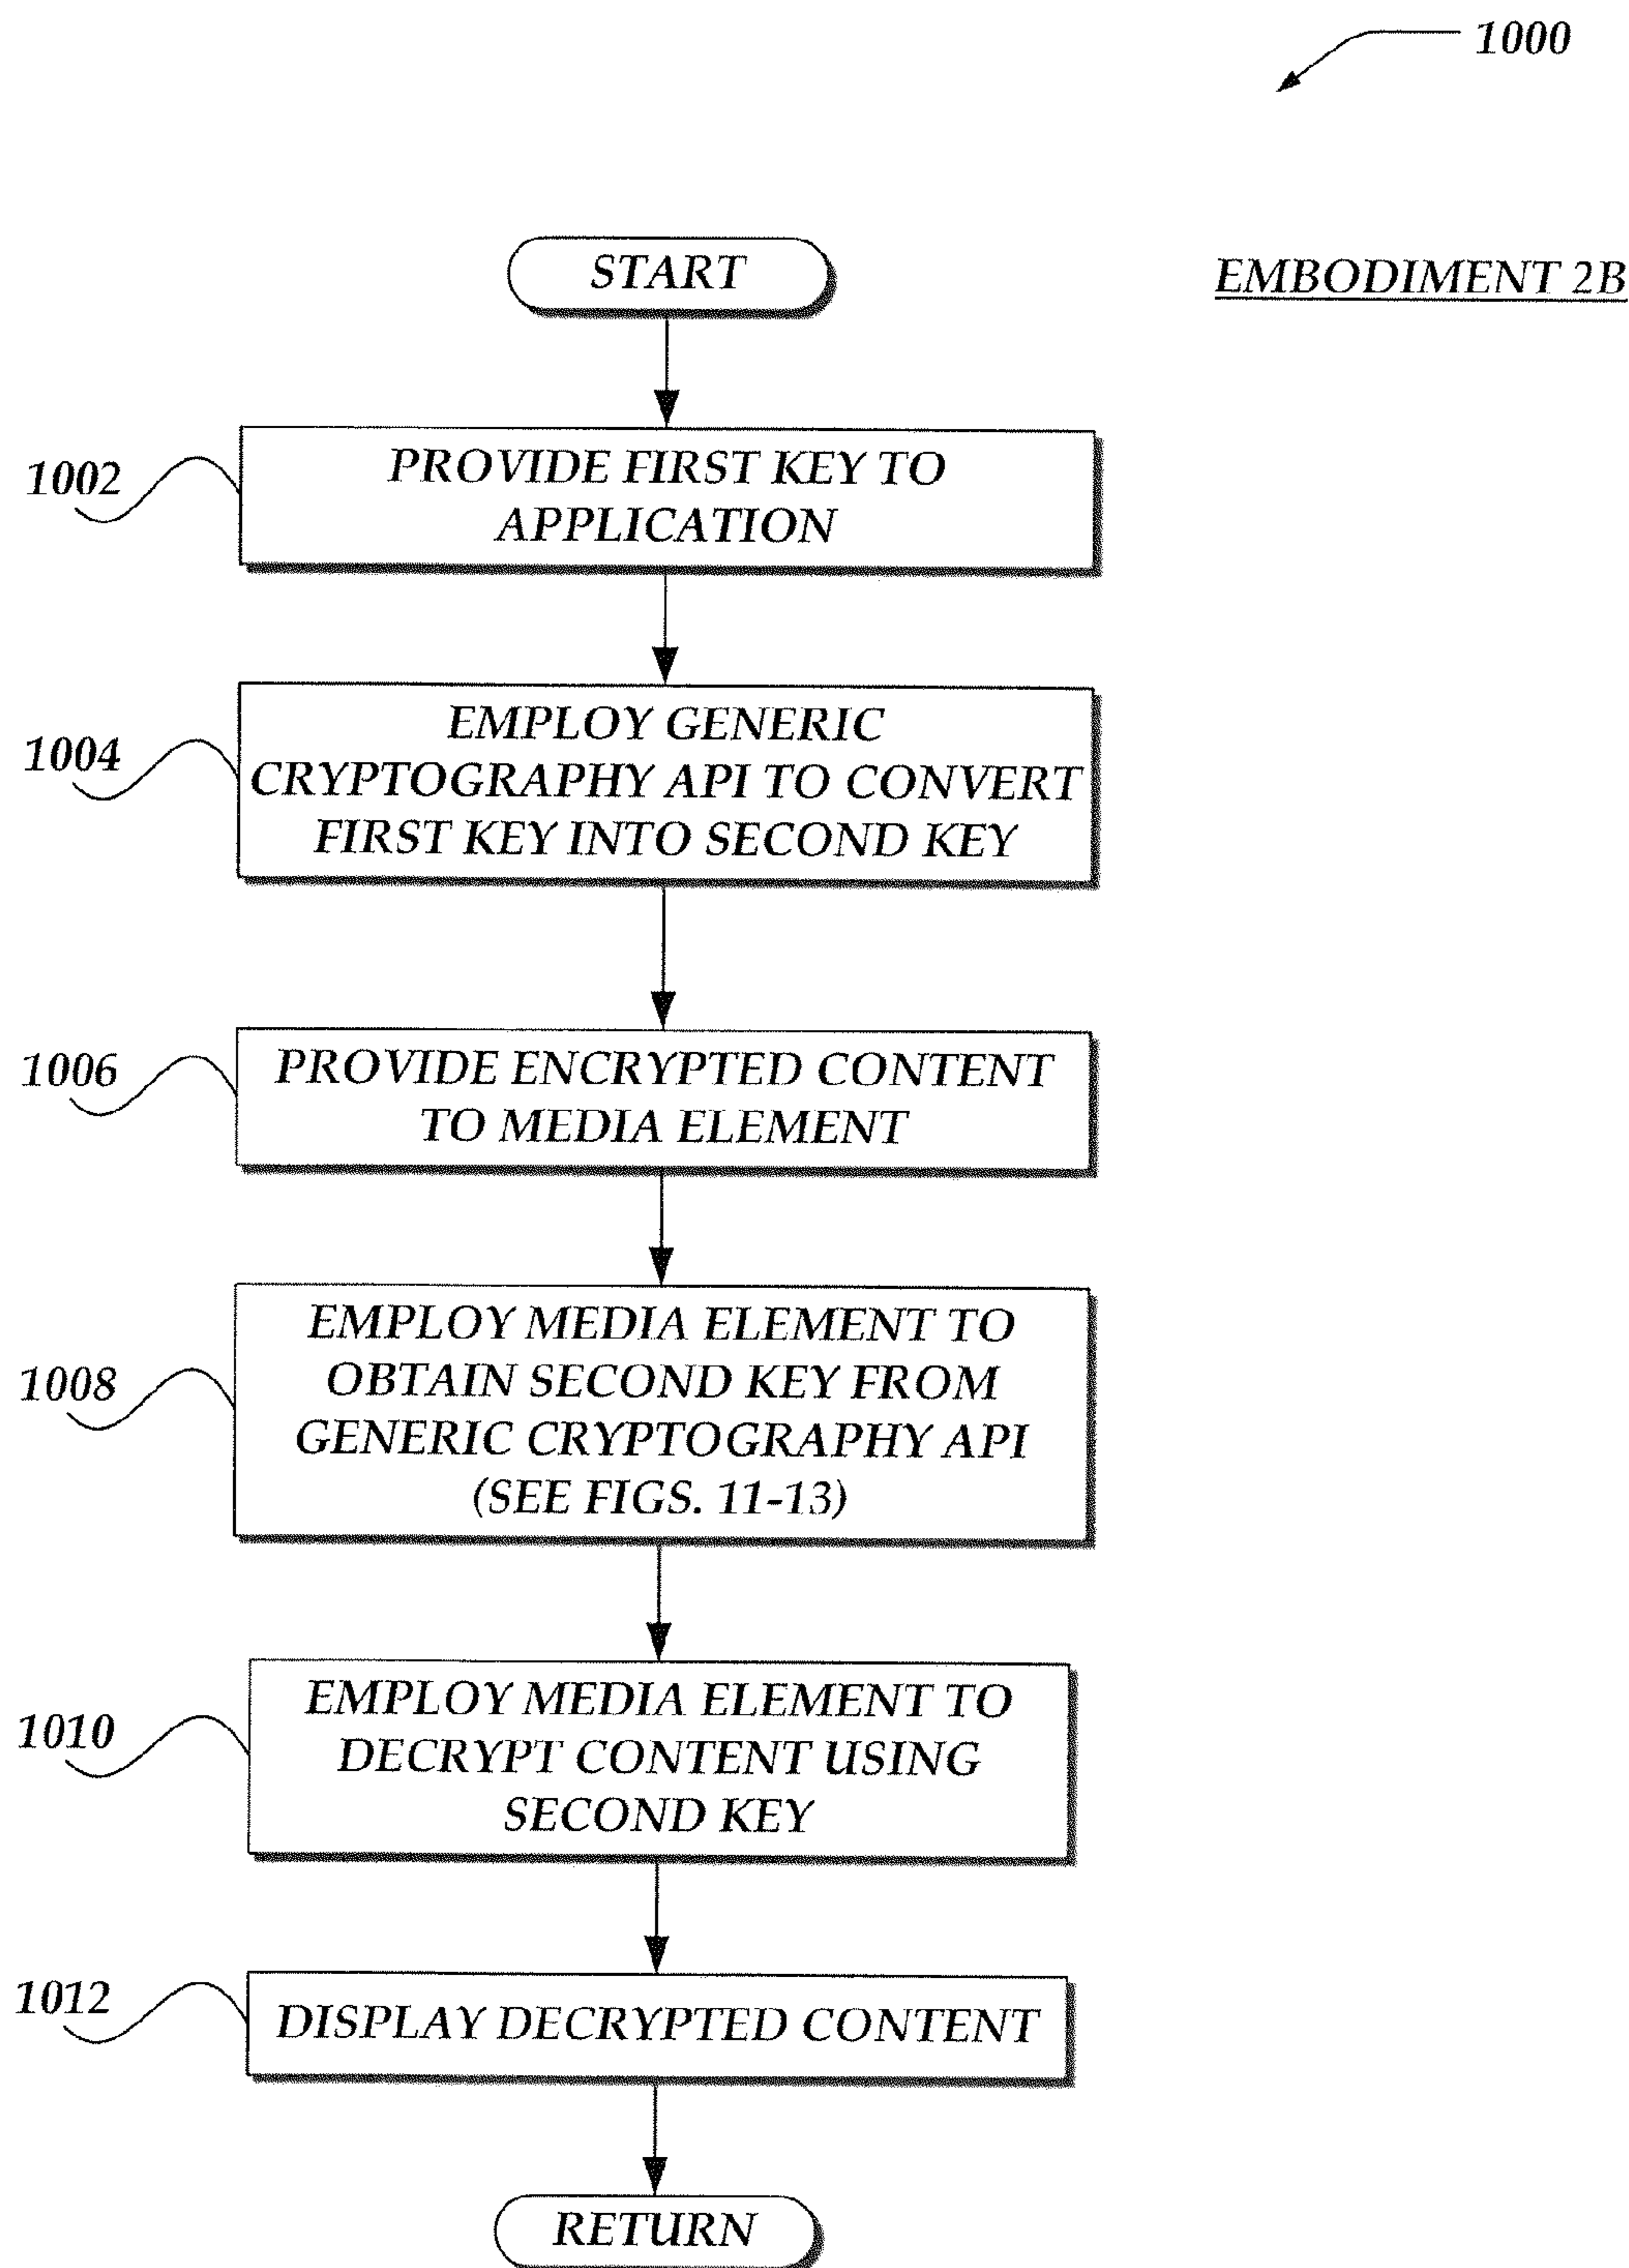 1000
START
EMBODIMENT 2B
1002
PROVIDE FIRST KEY TO
APPLICATION
1004
EMPLOY GENERIC
CRYPTOGRAPHY API TO CONVERT
FIRST KEY INTO SECOND KEY
1006
PROVIDE ENCRYPTED CONTENT
TO MEDIA ELEMENT
1008
EMPLOY MEDIA ELEMENT TO
OBTAIN SECOND KEY FROM
GENERIC CRYPTOGRAPHY API
(SEE FIGS. 11-13)
1010
EMPLOY MEDIA ELEMENT TO
DECRYPT CONTENT USING
SECOND KEY
1012
DISPLAY DECRYPTED CONTENT
RETURN